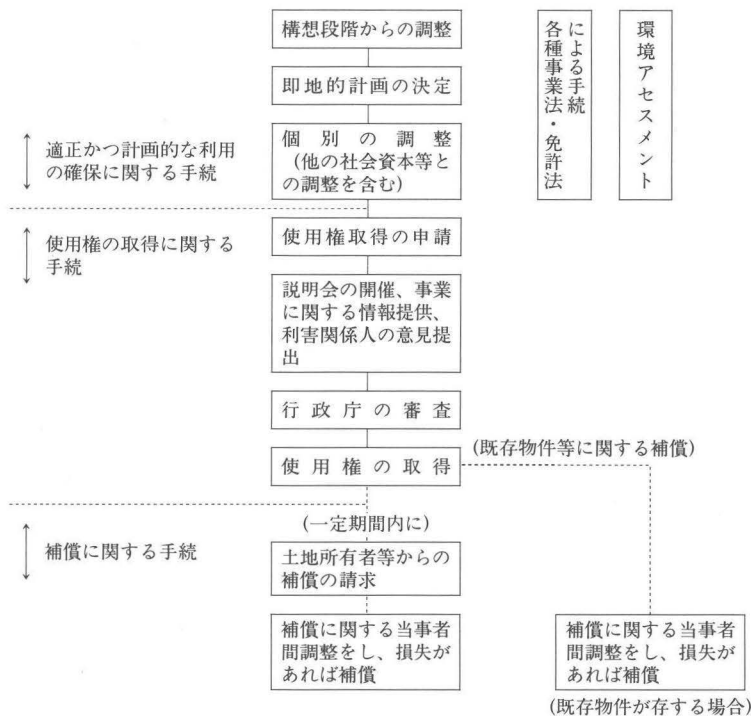 構想段階からの調整
即地的計画の決定
個別の調整
(他の社会資本等と
の調整を含む)
適正かつ計画的な利用
の確保に関する手続
各種事業法・免許法
による手続
環境アセスメント
使用権の取得に関する
手続
使用権取得の申請
説明会の開催、事業
に関する情報提供、
利害関係人の意見提
出
行政庁の審査
使用権の取得
(既存物件等に関する補償)
補償に関する手続
(一定期間内に)
土地所有者等からの
補償の請求
補償に関する当事者
間調整をし、損失が
あれば補償
補償に関する当事者
間調整をし、損失が
あれば補償
(既存物件が存する場合)